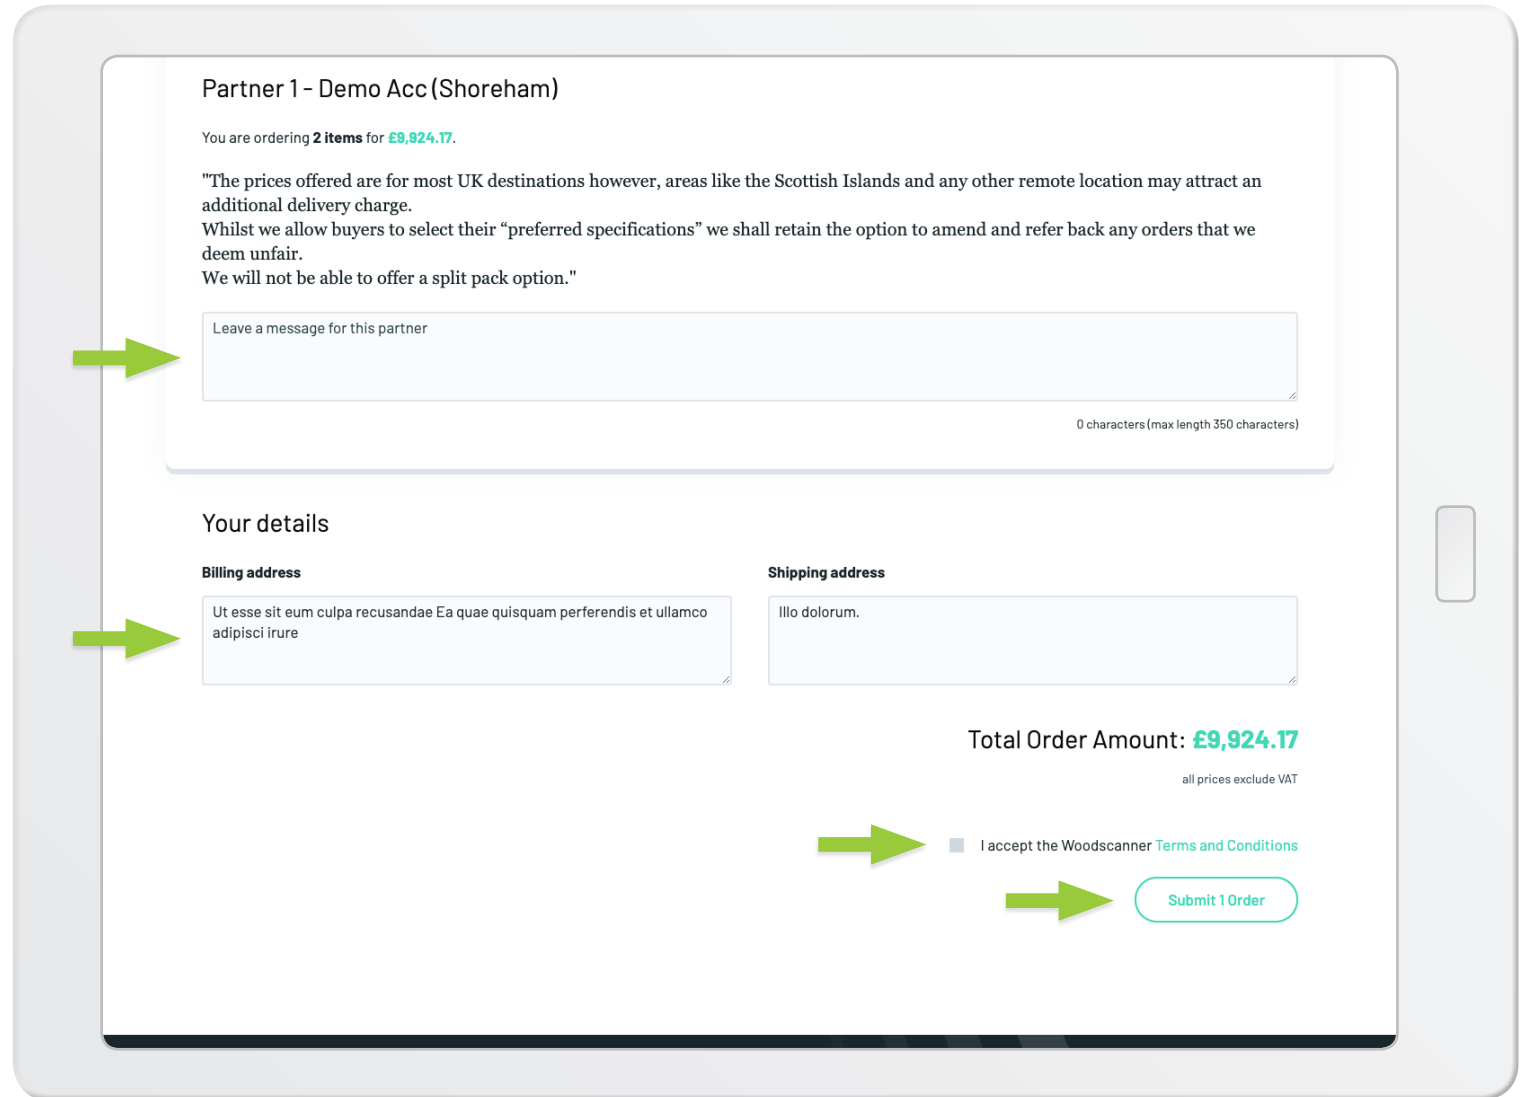 Partner 1 - Demo Acc (Shoreham)
You are ordering 2 items for £9,924.17.
"The prices offered are for most UK destinations however, areas like the Scottish Islands and any other remote location may attract an
additional delivery charge.
Whilst we allow buyers to select their “preferred specifications” we shall retain the option to amend and refer back any orders that we
deem unfair.
We will not be able to offer a split pack option."
Leave a message for this partner
0 characters (max length 350 characters)
Your details
Billing address
Shipping address
Ut esse sit eum culpa recusandae Ea quae quisquam perferendis et ullamco
adipisci irure
Illo dolorum.
Total Order Amount: £9,924.17
all prices exclude VAT
I accept the Woodscanner Terms and Conditions
Submit 1 Order